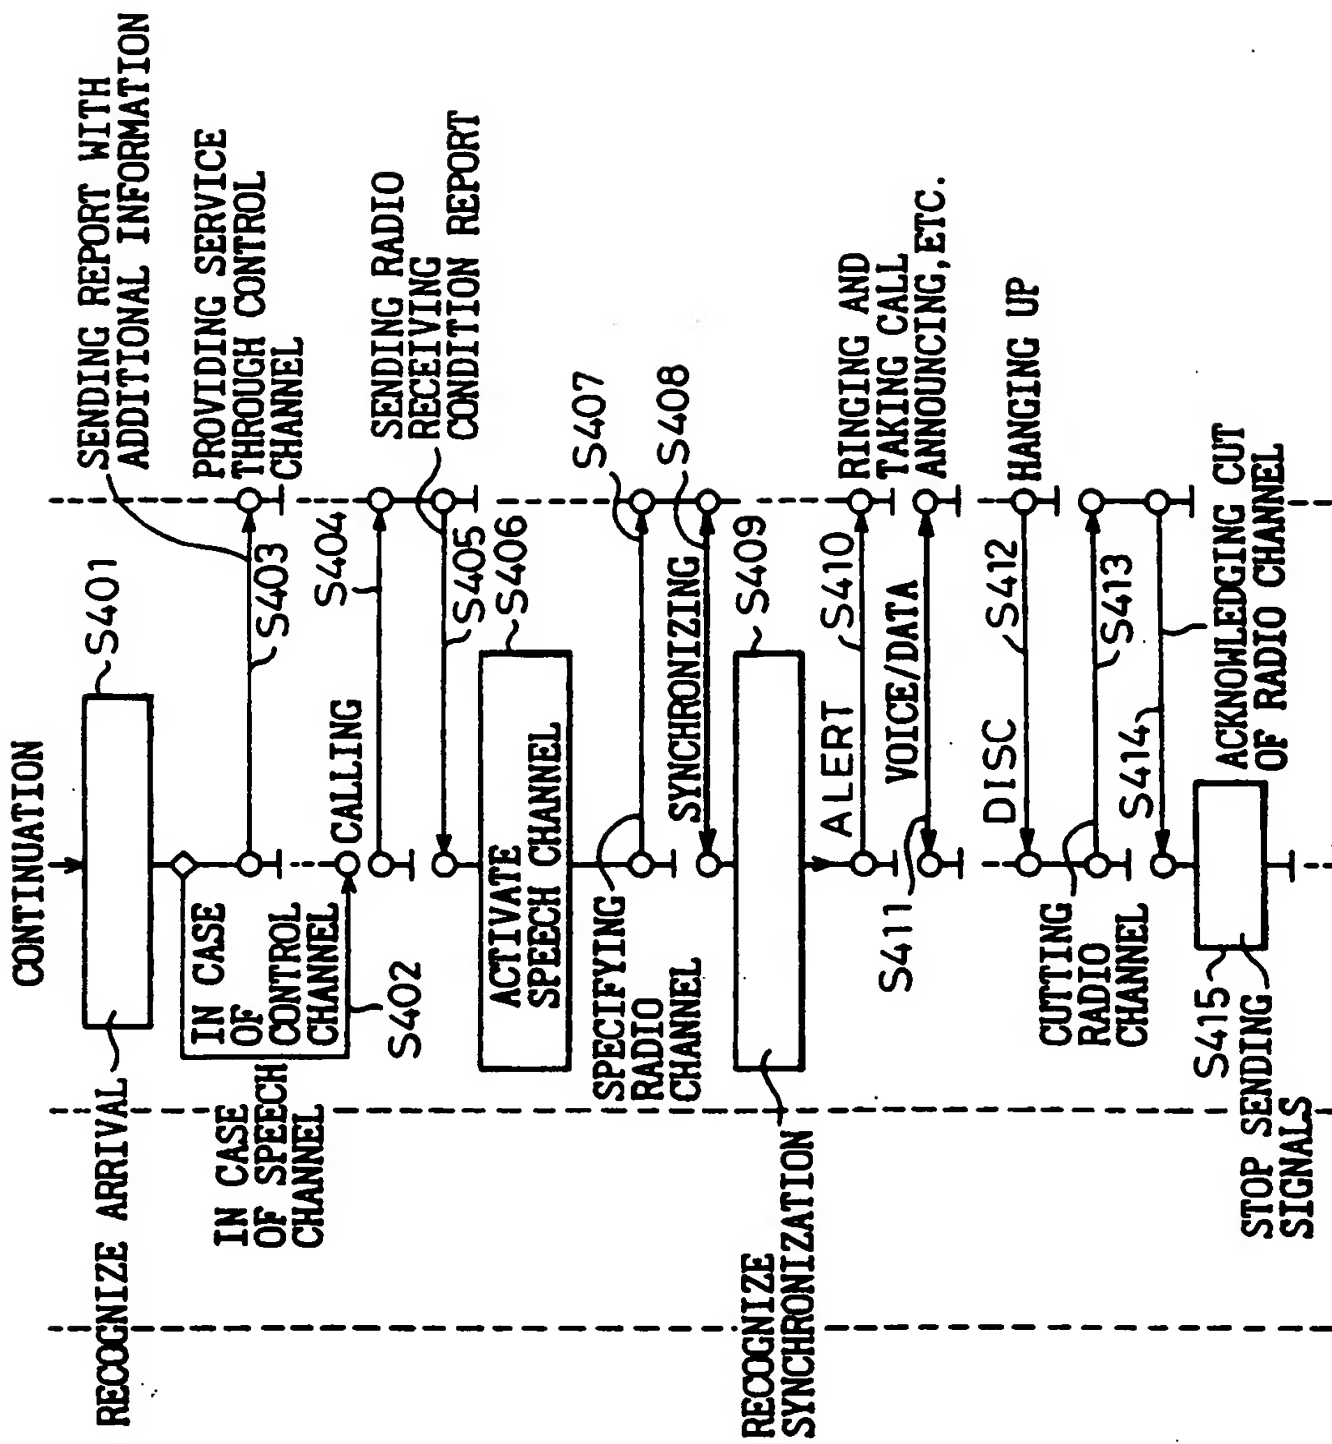 CONTINUATION
S401
RECOGNIZE ARRIVAL
SENDING REPORT WITH
ADDITIONAL INFORMATION
IN CASE
OF
CONTROL
CHANNEL
IN CASE
OF SPEECH
CHANNEL
S403
PROVIDING SERVICE
THROUGH CONTROL
CHANNEL
S402
CALLING
S404
SENDING RADIO
RECEIVING
CONDITION REPORT
S405
S406
ACTIVATE
SPEECH CHANNEL
SPECIFYING
RADIO
CHANNEL
S407
SYNCHRONIZING
S408
S409
RECOGNIZE
SYNCHRONIZATION
ALERT
S410
RINGING AND
TAKING CALL
S411
VOICE/DATA
ANNOUNCING,ETC.
DISC
S412
HANGING UP
CUTTING
RADIO
CHANNEL
S413
S414
ACKNOWLEDGING CUT
OF RADIO CHANNEL
S415
STOP SENDING
SIGNALS